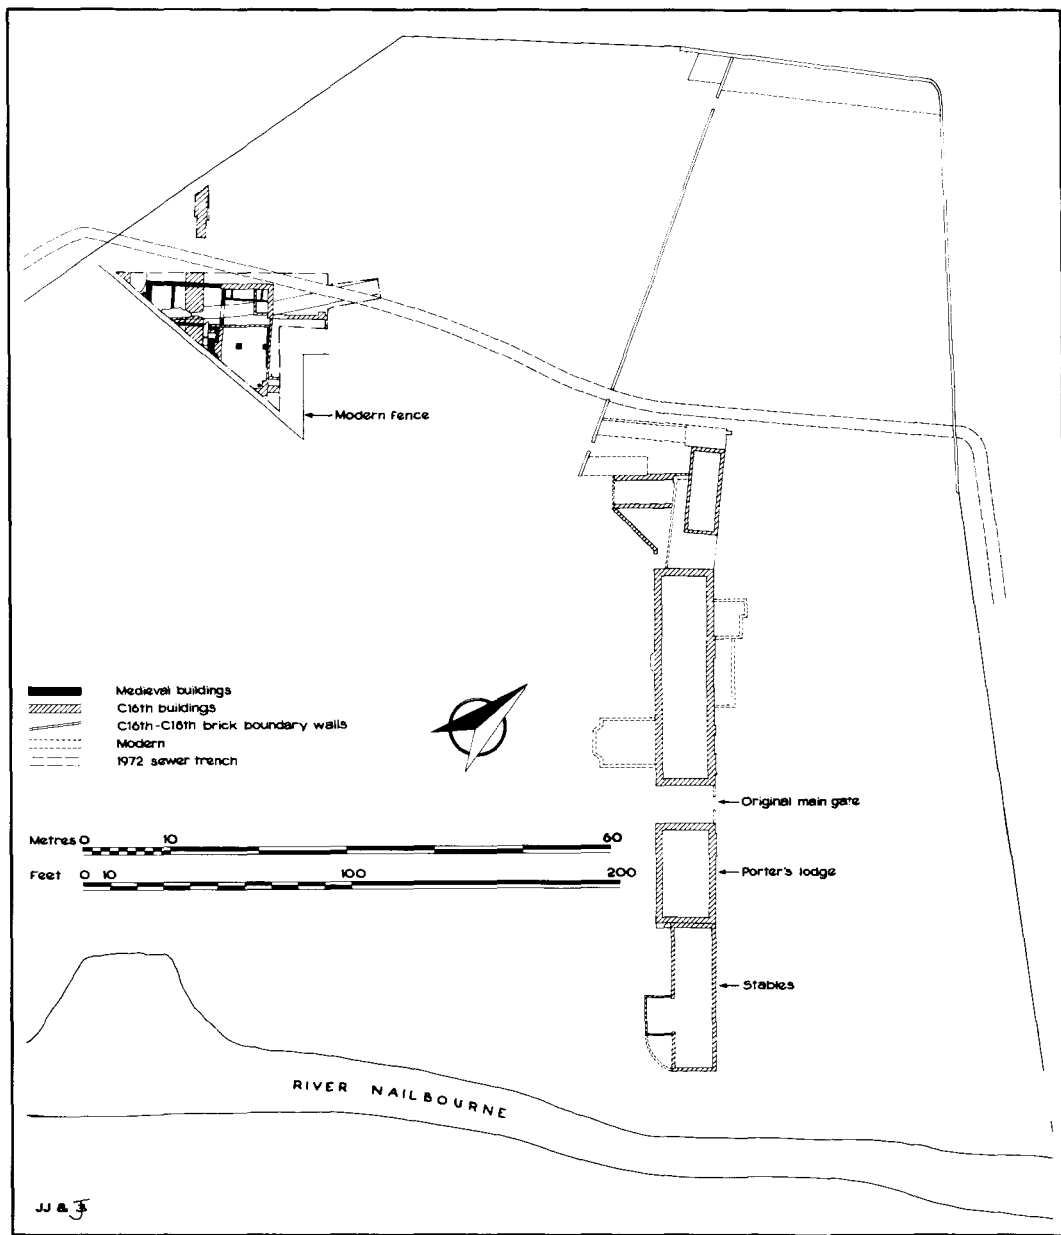 Modern fence
Medieval buildings
C16th buildings
C16th-C18th brick boundary walls
Modern
1972 sewer trench
Original main gate
Metres 0 10 60
Porter's lodge
Feet 0 10 100 200
Stables
RIVER NAILBOURNE
JJ &